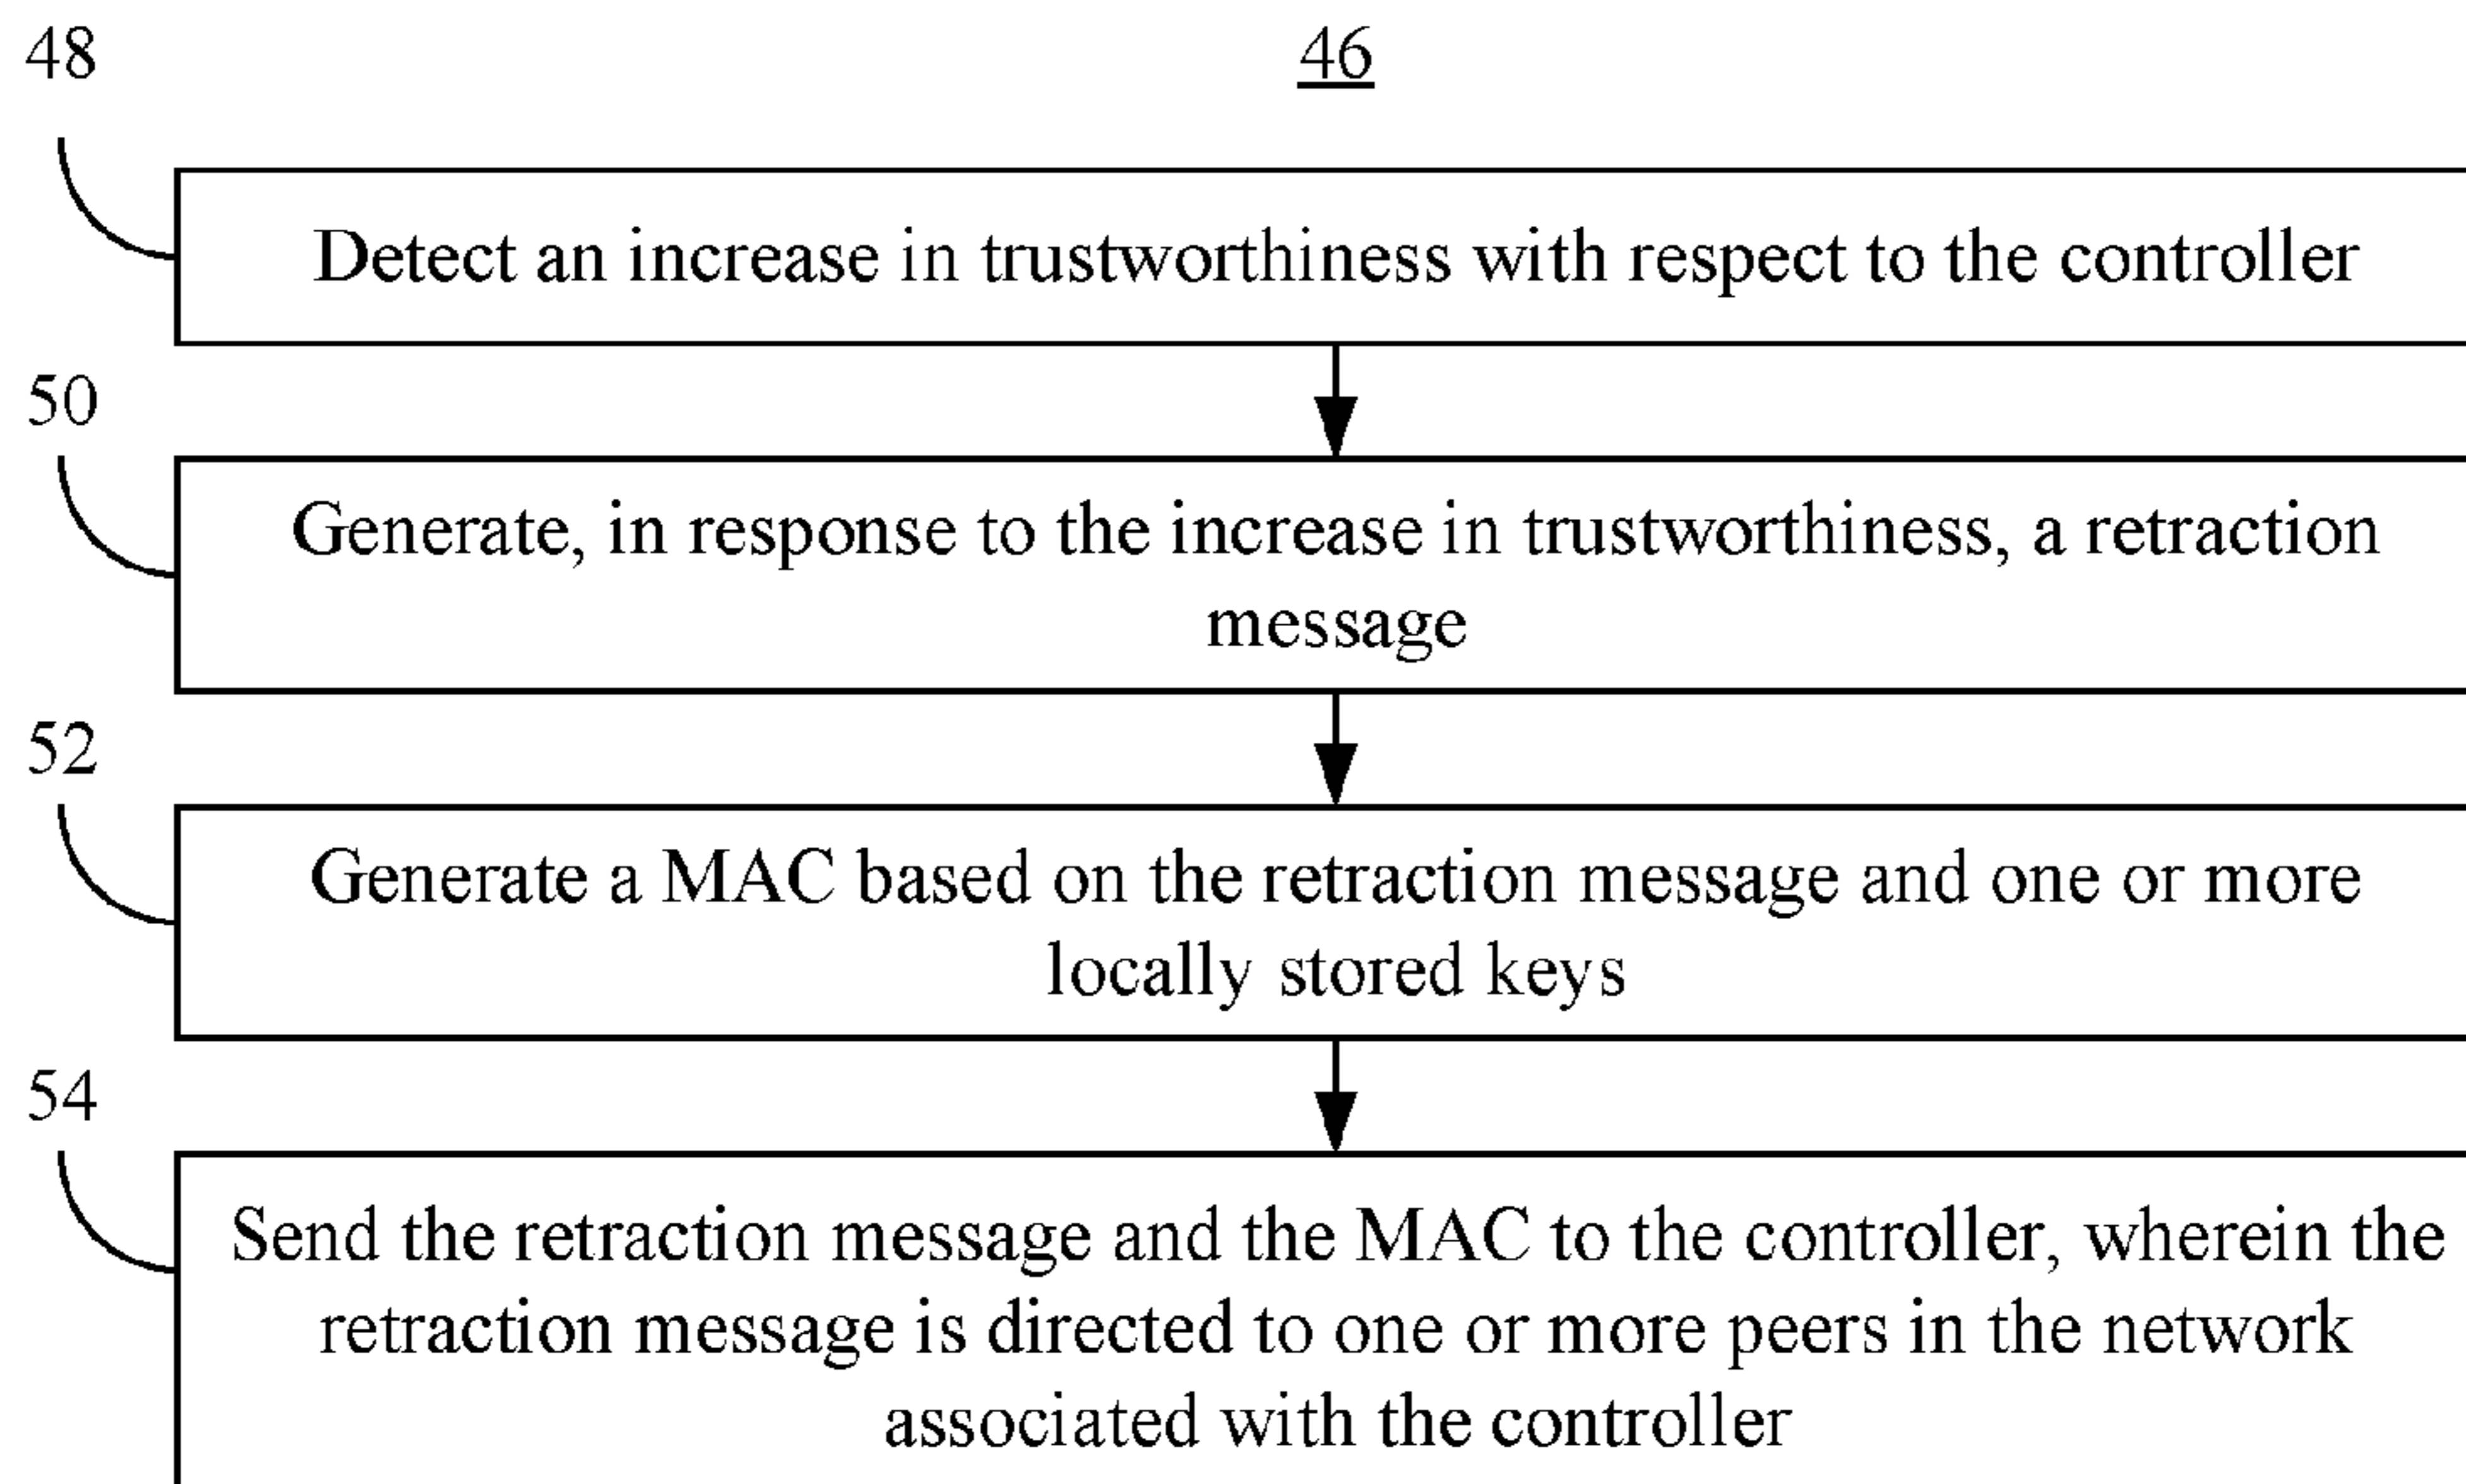 48
46
Detect an increase in trustworthiness with respect to the controller
50
Generate, in response to the increase in trustworthiness, a retraction
message
52
Generate a MAC based on the retraction message and one or more
locally stored keys
54
Send the retraction message and the MAC to the controller, wherein the
retraction message is directed to one or more peers in the network
associated with the controller